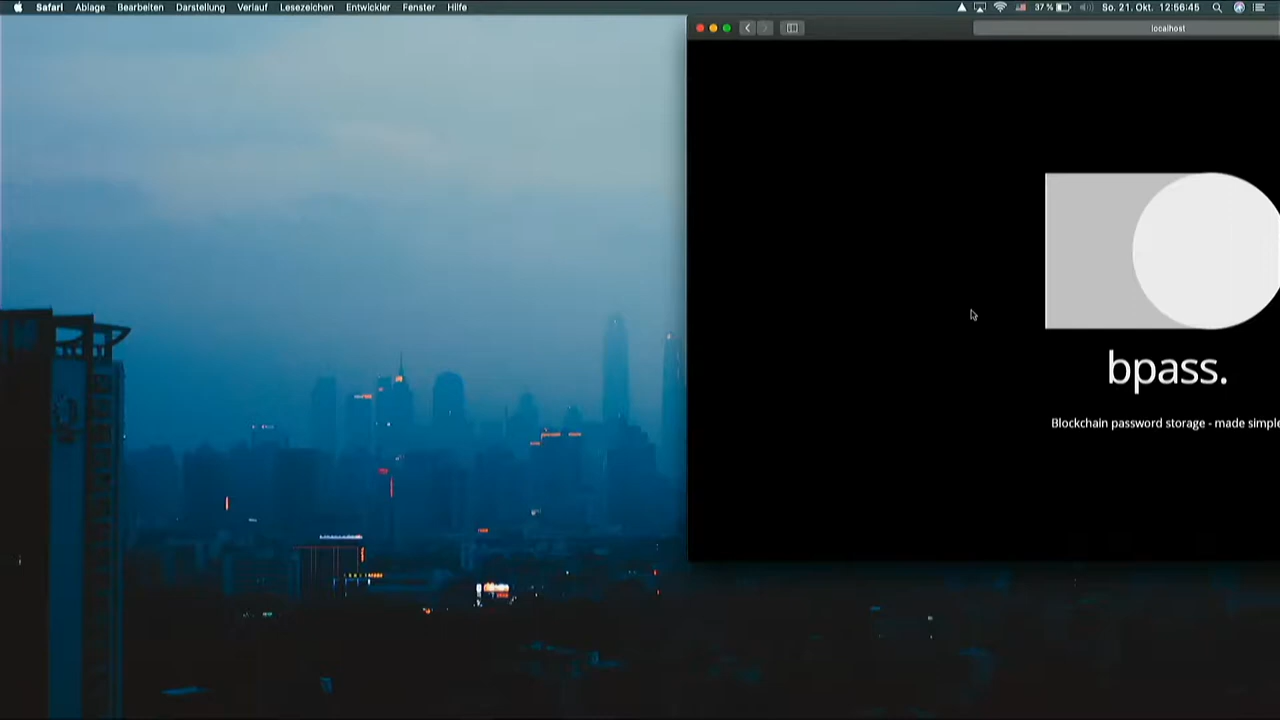 Safari Ablage Bearbeiten Darstellung Verlauf Lesezeichen Entwickler Fenster Hilfe 37 % So. 21. Okt. 12:56:45
localhost
bpass.
Blockchain password storage - made simple